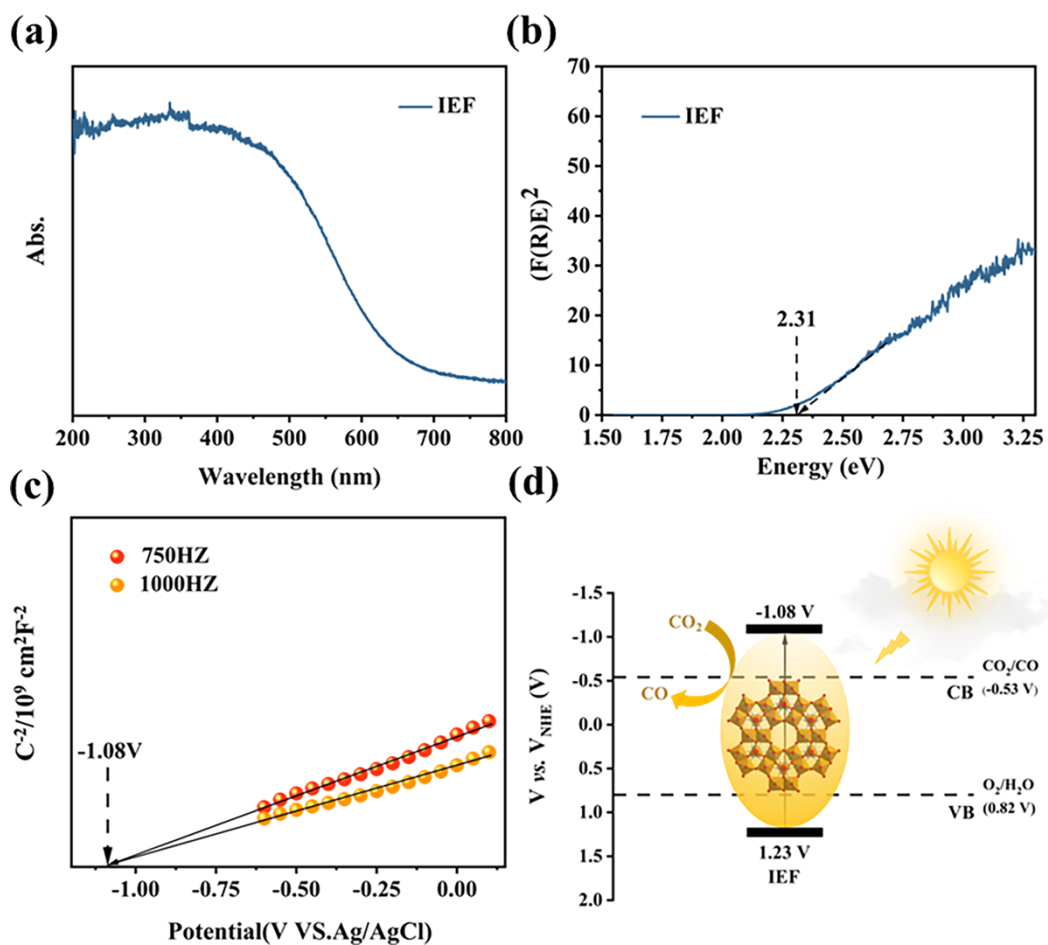 (a)
IEF
Abs.
200 300 400 500 600 700 800
Wavelength (nm)
(b)
70
60
50
40
30
20
10
0
IEF
2.31
(F(R)E)²
1.50 1.75 2.00 2.25 2.50 2.75 3.00 3.25
Energy (eV)
(c)
750HZ
1000HZ
C⁻²/10⁹ cm²F⁻²
-1.08V
-1.00 -0.75 -0.50 -0.25 0.00
Potential(V VS.Ag/AgCl)
(d)
-1.5
-1.0
-0.5
0.0
0.5
1.0
1.5
2.0
V vs. V_NHE (V)
-1.08 V
CO₂
CO
CO₂/CO
CB (-0.53 V)
O₂/H₂O
VB (0.82 V)
1.23 V
IEF